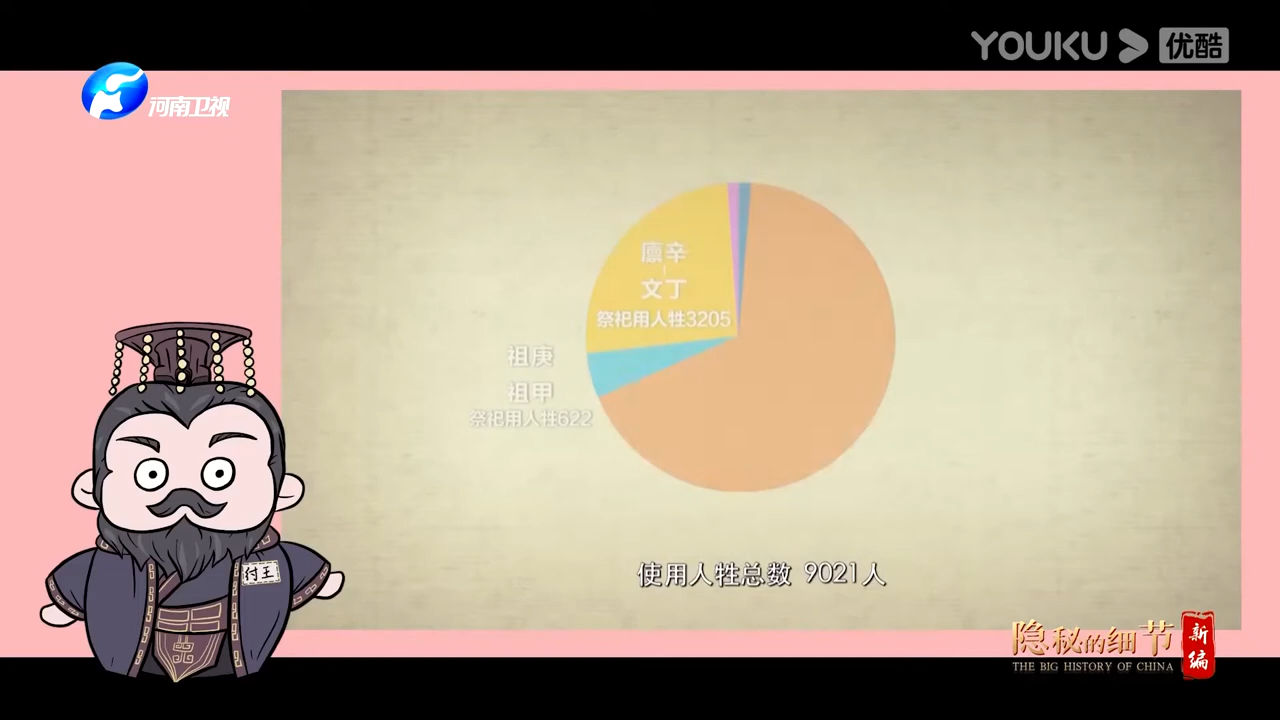 YOUKU 优酷
河南卫视
廪辛
|
文丁
祭祀用人牲3205
祖庚
祖甲
祭祀用人牲622
纣王
使用人牲总数 9021人
隐秘的细节
新编
THE BIG HISTORY OF CHINA